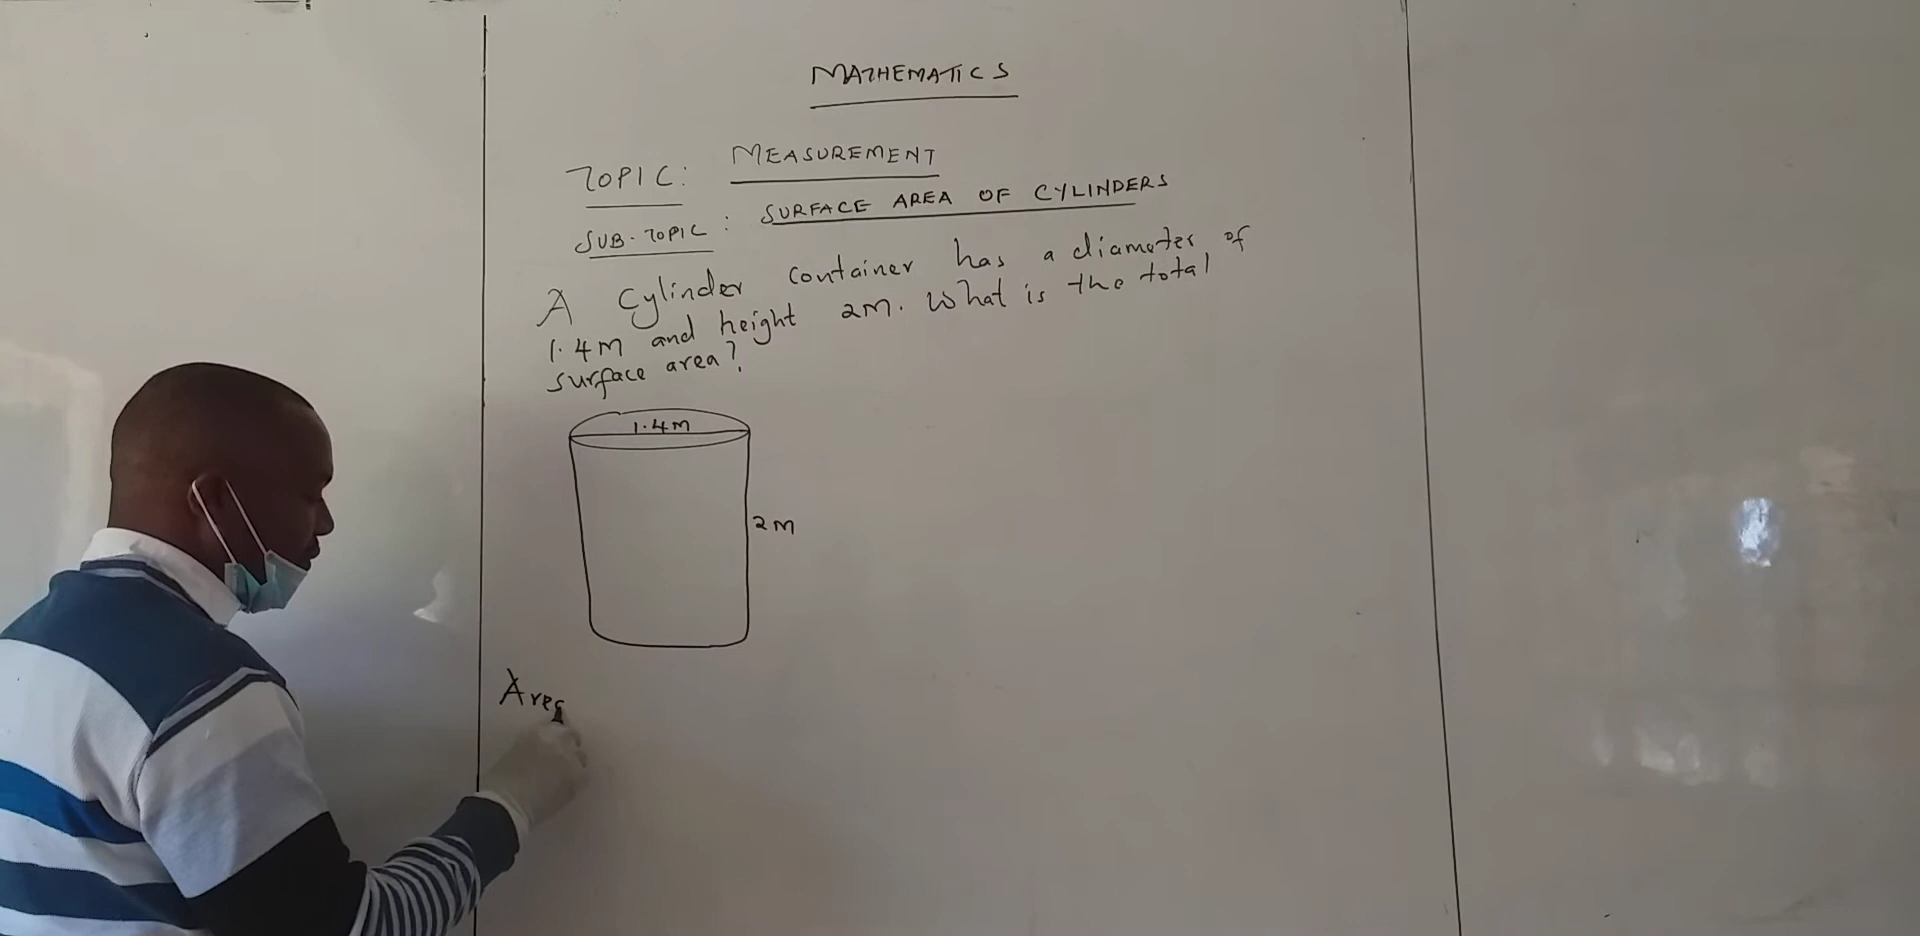 MATHEMATICS
TOPIC: MEASUREMENT
SUB-TOPIC: SURFACE AREA OF CYLINDERS
A cylinder container has a diameter of
1.4M and height 2M. What is the total
surface area?
1.4M
2M
Area